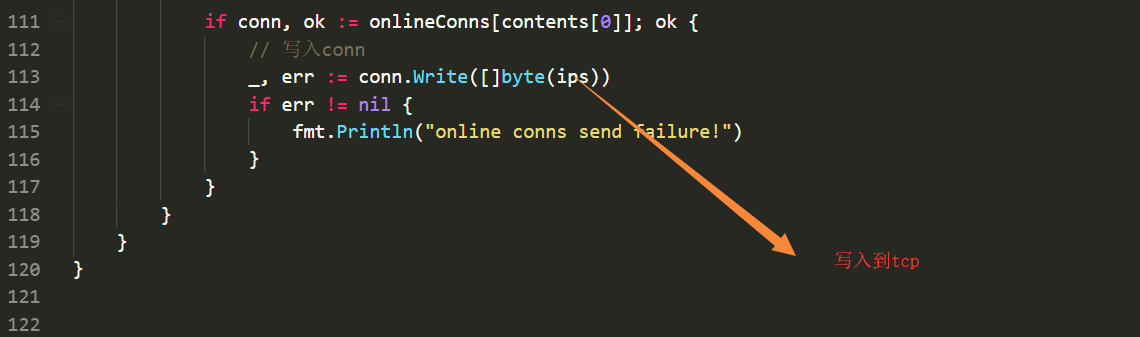 111 if conn, ok := onlineConns[contents[0]]; ok {
112 // 写入conn
113 _, err := conn.Write([]byte(ips))
114 if err != nil {
115 fmt.Println("online conns send failure!")
116 }
117 }
118 }
119 }
120 }
写入到tcp
121
122